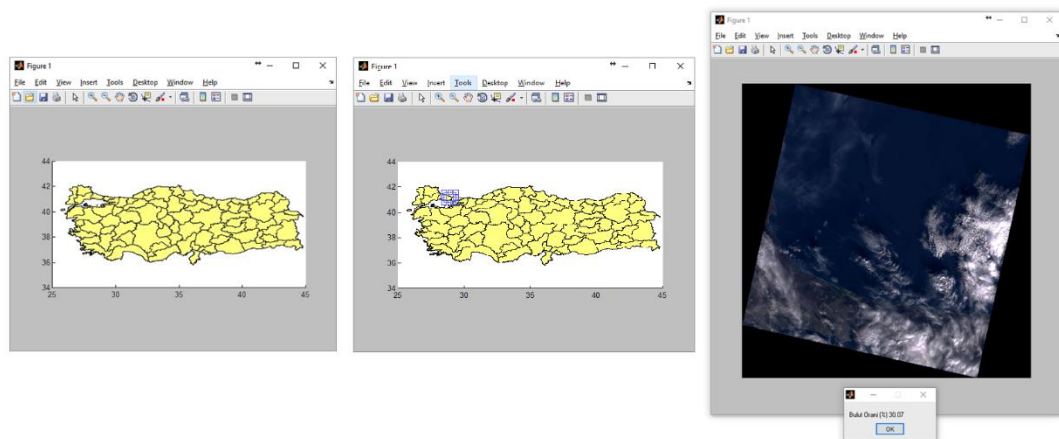 Figure 1
File Edit View Insert Tools Desktop Window Help
44
42
40
38
36
34
25 30 35 40 45
Figure 1
File Edit View Insert Tools Desktop Window Help
44
42
40
38
36
34
25 30 35 40 45
Figure 1
File Edit View Insert Tools Desktop Window Help
Bulut Orani (%) 30.07
OK